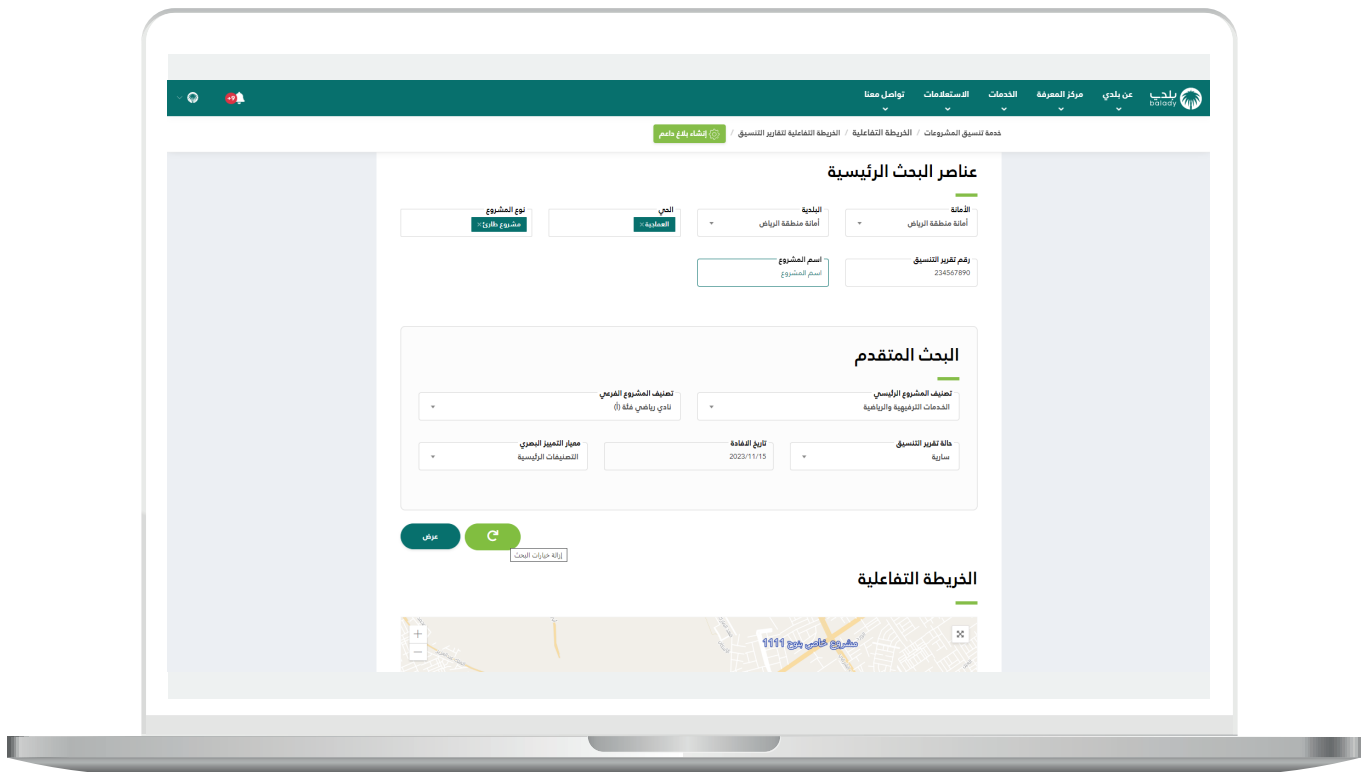 بلدي
balady
عن بلدي
مركز المعرفة
الخدمات
الاستعلامات
تواصل معنا
+9
خدمة تنسيق المشروعات / الخريطة التفاعلية / الخريطة التفاعلية لتقارير التنسيق / إنشاء بلاغ داعم
عناصر البحث الرئيسية
الأمانة
أمانة منطقة الرياض
البلدية
أمانة منطقة الرياض
الحي
العمادية ×
نوع المشروع
مشروع طارئ ×
رقم تقرير التنسيق
234567890
اسم المشروع
اسم المشروع
البحث المتقدم
تصنيف المشروع الرئيسي
الخدمات الترفيهية والرياضية
تصنيف المشروع الفرعي
نادي رياضي فئة (أ)
حالة تقرير التنسيق
سارية
تاريخ الافادة
2023/11/15
معيار التمييز البصري
التصنيفات الرئيسية
عرض
إزالة خيارات البحث
الخريطة التفاعلية
مشروع خاص بنوح 1111